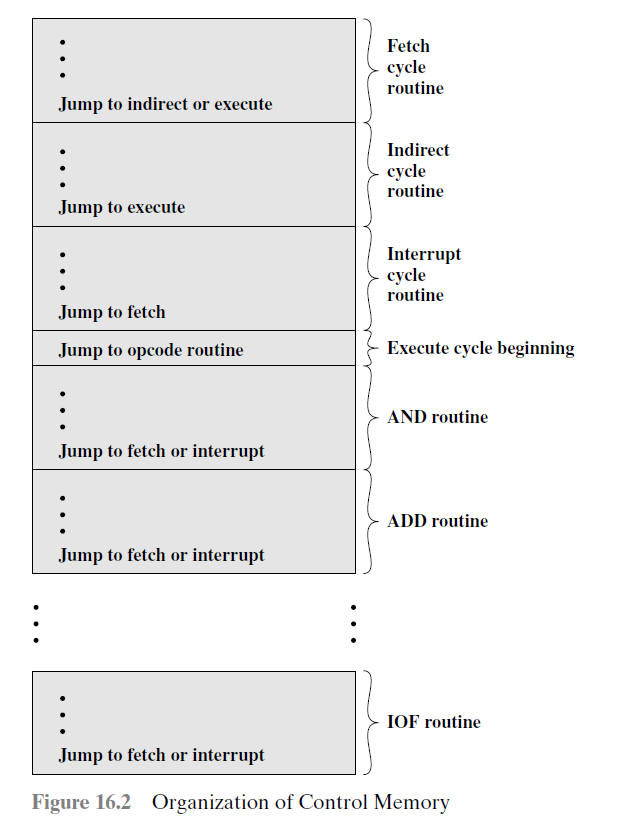 Fetch
cycle
routine
Jump to indirect or execute
Indirect
cycle
routine
Jump to execute
Interrupt
cycle
routine
Jump to fetch
Jump to opcode routine
Execute cycle beginning
AND routine
Jump to fetch or interrupt
ADD routine
Jump to fetch or interrupt
IOF routine
Jump to fetch or interrupt
Figure 16.2 Organization of Control Memory